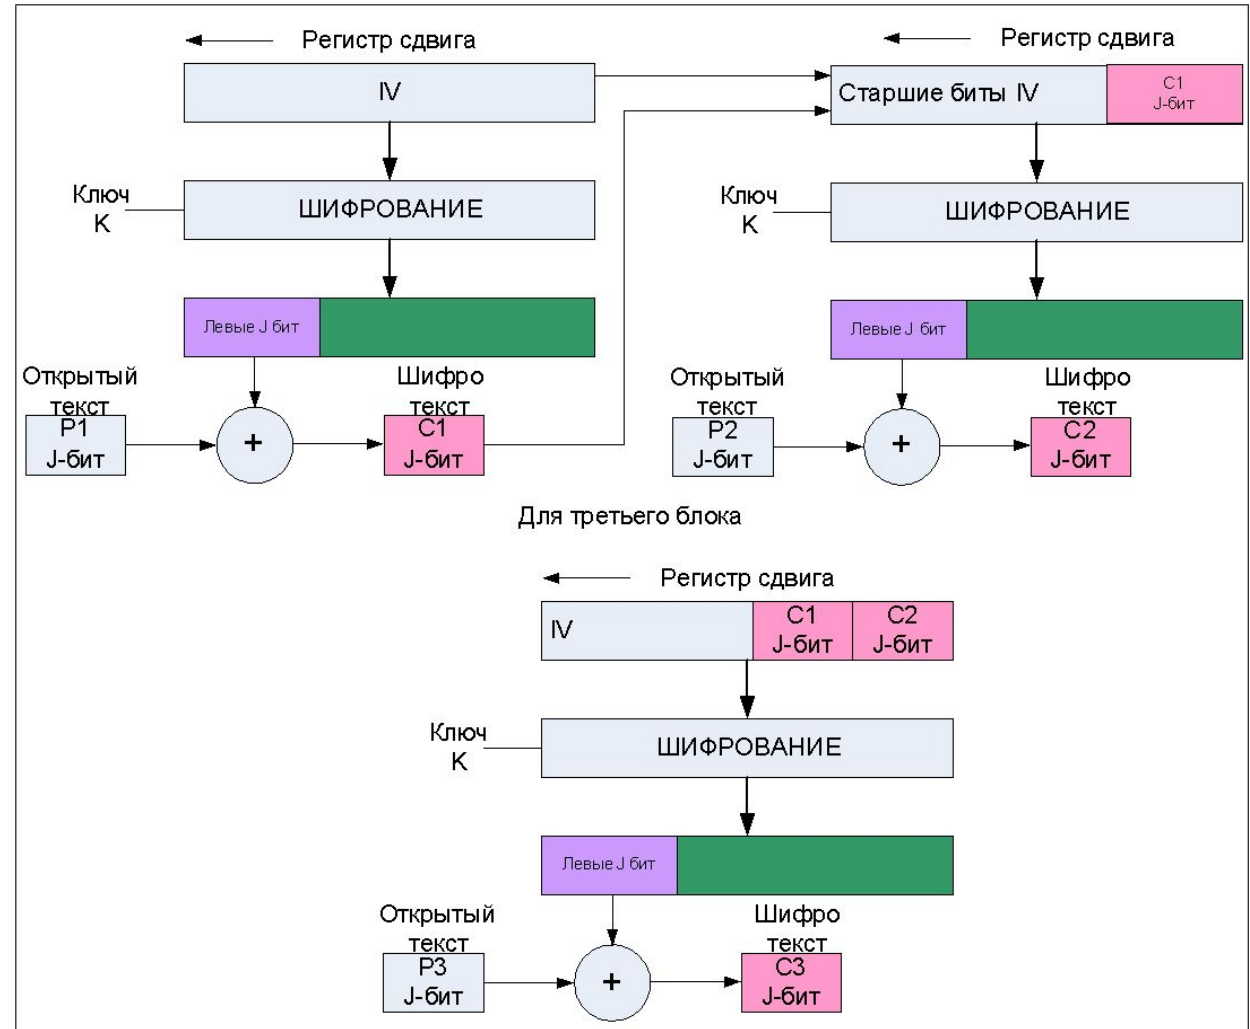 Регистр сдвига
IV
Ключ
K
ШИФРОВАНИЕ
Левые J бит
Открытый
текст
P1
J-бит
+
Шифро
текст
C1
J-бит
Регистр сдвига
Старшие биты IV
C1
J-бит
Ключ
K
ШИФРОВАНИЕ
Левые J бит
Открытый
текст
P2
J-бит
+
Шифро
текст
C2
J-бит
Для третьего блока
Регистр сдвига
IV
C1
J-бит
C2
J-бит
Ключ
K
ШИФРОВАНИЕ
Левые J бит
Открытый
текст
P3
J-бит
+
Шифро
текст
C3
J-бит